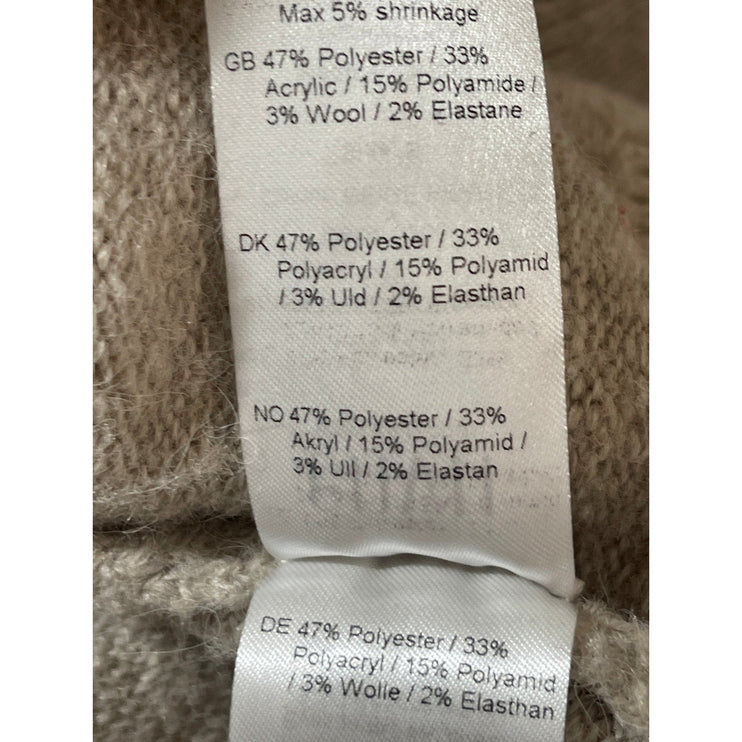 Max 5% shrinkage
GB 47% Polyester / 33%
Acrylic / 15% Polyamide /
3% Wool / 2% Elastane
DK 47% Polyester / 33%
Polyacryl / 15% Polyamid
/ 3% Uld / 2% Elasthan
NO 47% Polyester / 33%
Akryl / 15% Polyamid /
3% Ull / 2% Elastan
DE 47% Polyester / 33%
Polyacryl / 15% Polyamid
/ 3% Wolle / 2% Elasthan